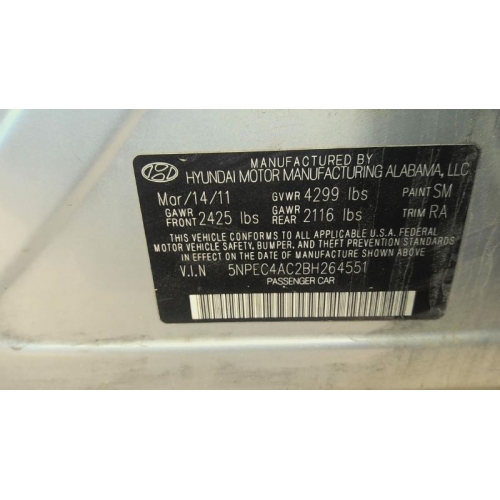 MANUFACTURED BY
HYUNDAI MOTOR MANUFACTURING ALABAMA, LLC
Mar/14/11 GVWR 4299 lbs PAINT SM
GAWR FRONT 2425 lbs GAWR REAR 2116 lbs TRIM RA
THIS VEHICLE CONFORMS TO ALL APPLICABLE U.S. FEDERAL
MOTOR VEHICLE SAFETY, BUMPER, AND THEFT PREVENTION STANDARDS
IN EFFECT ON THE DATE OF MANUFACTURE SHOWN ABOVE
V.I.N 5NPEC4AC2BH264551
PASSENGER CAR